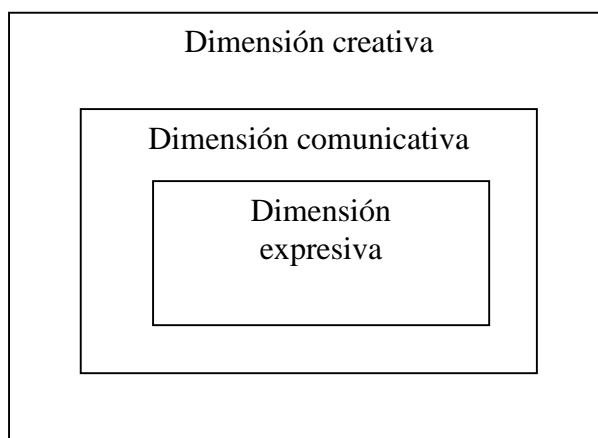 Dimensión creativa
Dimensión comunicativa
Dimensión
expresiva